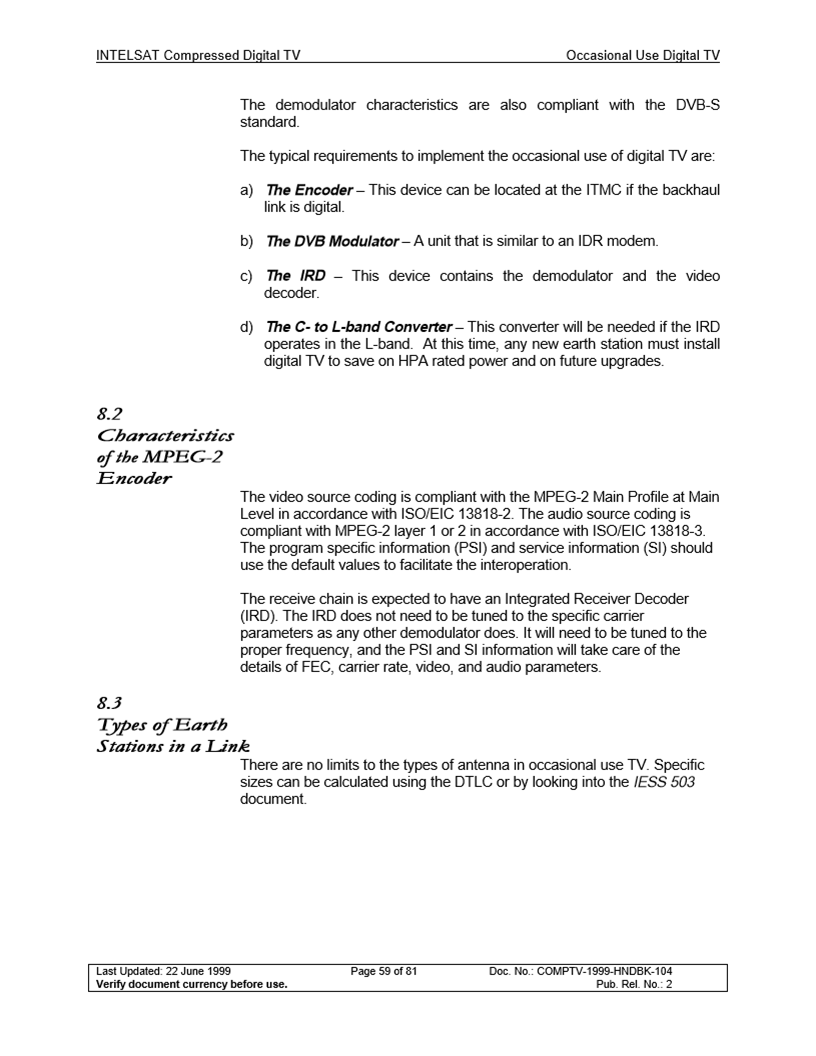 INTELSAT Compressed Digital TV Occasional Use Digital TV
The demodulator characteristics are also compliant with the DVB-S
standard.
The typical requirements to implement the occasional use of digital TV are:
a) The Encoder – This device can be located at the ITMC if the backhaul
link is digital.
b) The DVB Modulator – A unit that is similar to an IDR modem.
c) The IRD – This device contains the demodulator and the video
decoder.
d) The C- to L-band Converter – This converter will be needed if the IRD
operates in the L-band. At this time, any new earth station must install
digital TV to save on HPA rated power and on future upgrades.
8.2
Characteristics
of the MPEG-2
Encoder
The video source coding is compliant with the MPEG-2 Main Profile at Main
Level in accordance with ISO/EIC 13818-2. The audio source coding is
compliant with MPEG-2 layer 1 or 2 in accordance with ISO/EIC 13818-3.
The program specific information (PSI) and service information (SI) should
use the default values to facilitate the interoperation.
The receive chain is expected to have an Integrated Receiver Decoder
(IRD). The IRD does not need to be tuned to the specific carrier
parameters as any other demodulator does. It will need to be tuned to the
proper frequency, and the PSI and SI information will take care of the
details of FEC, carrier rate, video, and audio parameters.
8.3
Types of Earth
Stations in a Link
There are no limits to the types of antenna in occasional use TV. Specific
sizes can be calculated using the DTLC or by looking into the IESS 503
document.
Last Updated: 22 June 1999 Page 59 of 81 Doc. No.: COMPTV-1999-HNDBK-104
Verify document currency before use. Pub. Rel. No.: 2